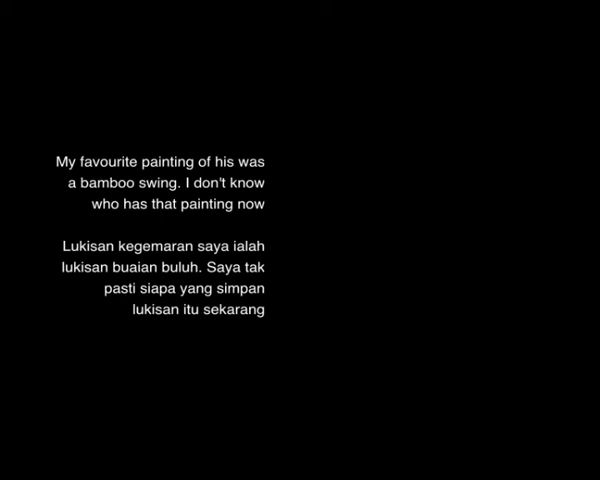 My favourite painting of his was
a bamboo swing. I don't know
who has that painting now
Lukisan kegemaran saya ialah
lukisan buaian buluh. Saya tak
pasti siapa yang simpan
lukisan itu sekarang